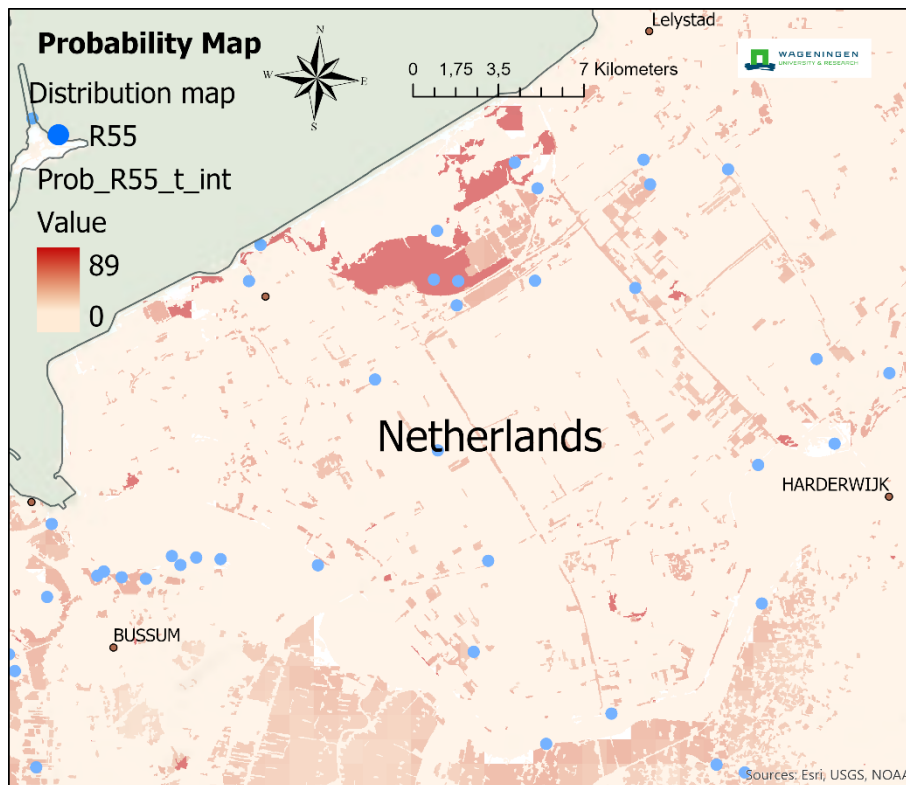 Probability Map
Distribution map
R55
Prob_R55_t_int
Value
89
0
N
W
E
S
0 1,75 3,5 7 Kilometers
Lelystad
WAGENINGEN
UNIVERSITY & RESEARCH
Netherlands
HARDERWIJK
BUSSUM
Sources: Esri, USGS, NOAA